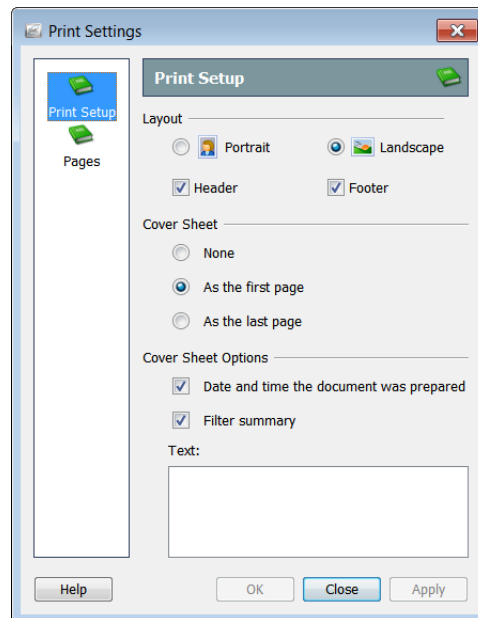 Print Settings
Print Setup
Pages
Print Setup
Layout
Portrait
Landscape
Header
Footer
Cover Sheet
None
As the first page
As the last page
Cover Sheet Options
Date and time the document was prepared
Filter summary
Text:
Help
OK
Close
Apply